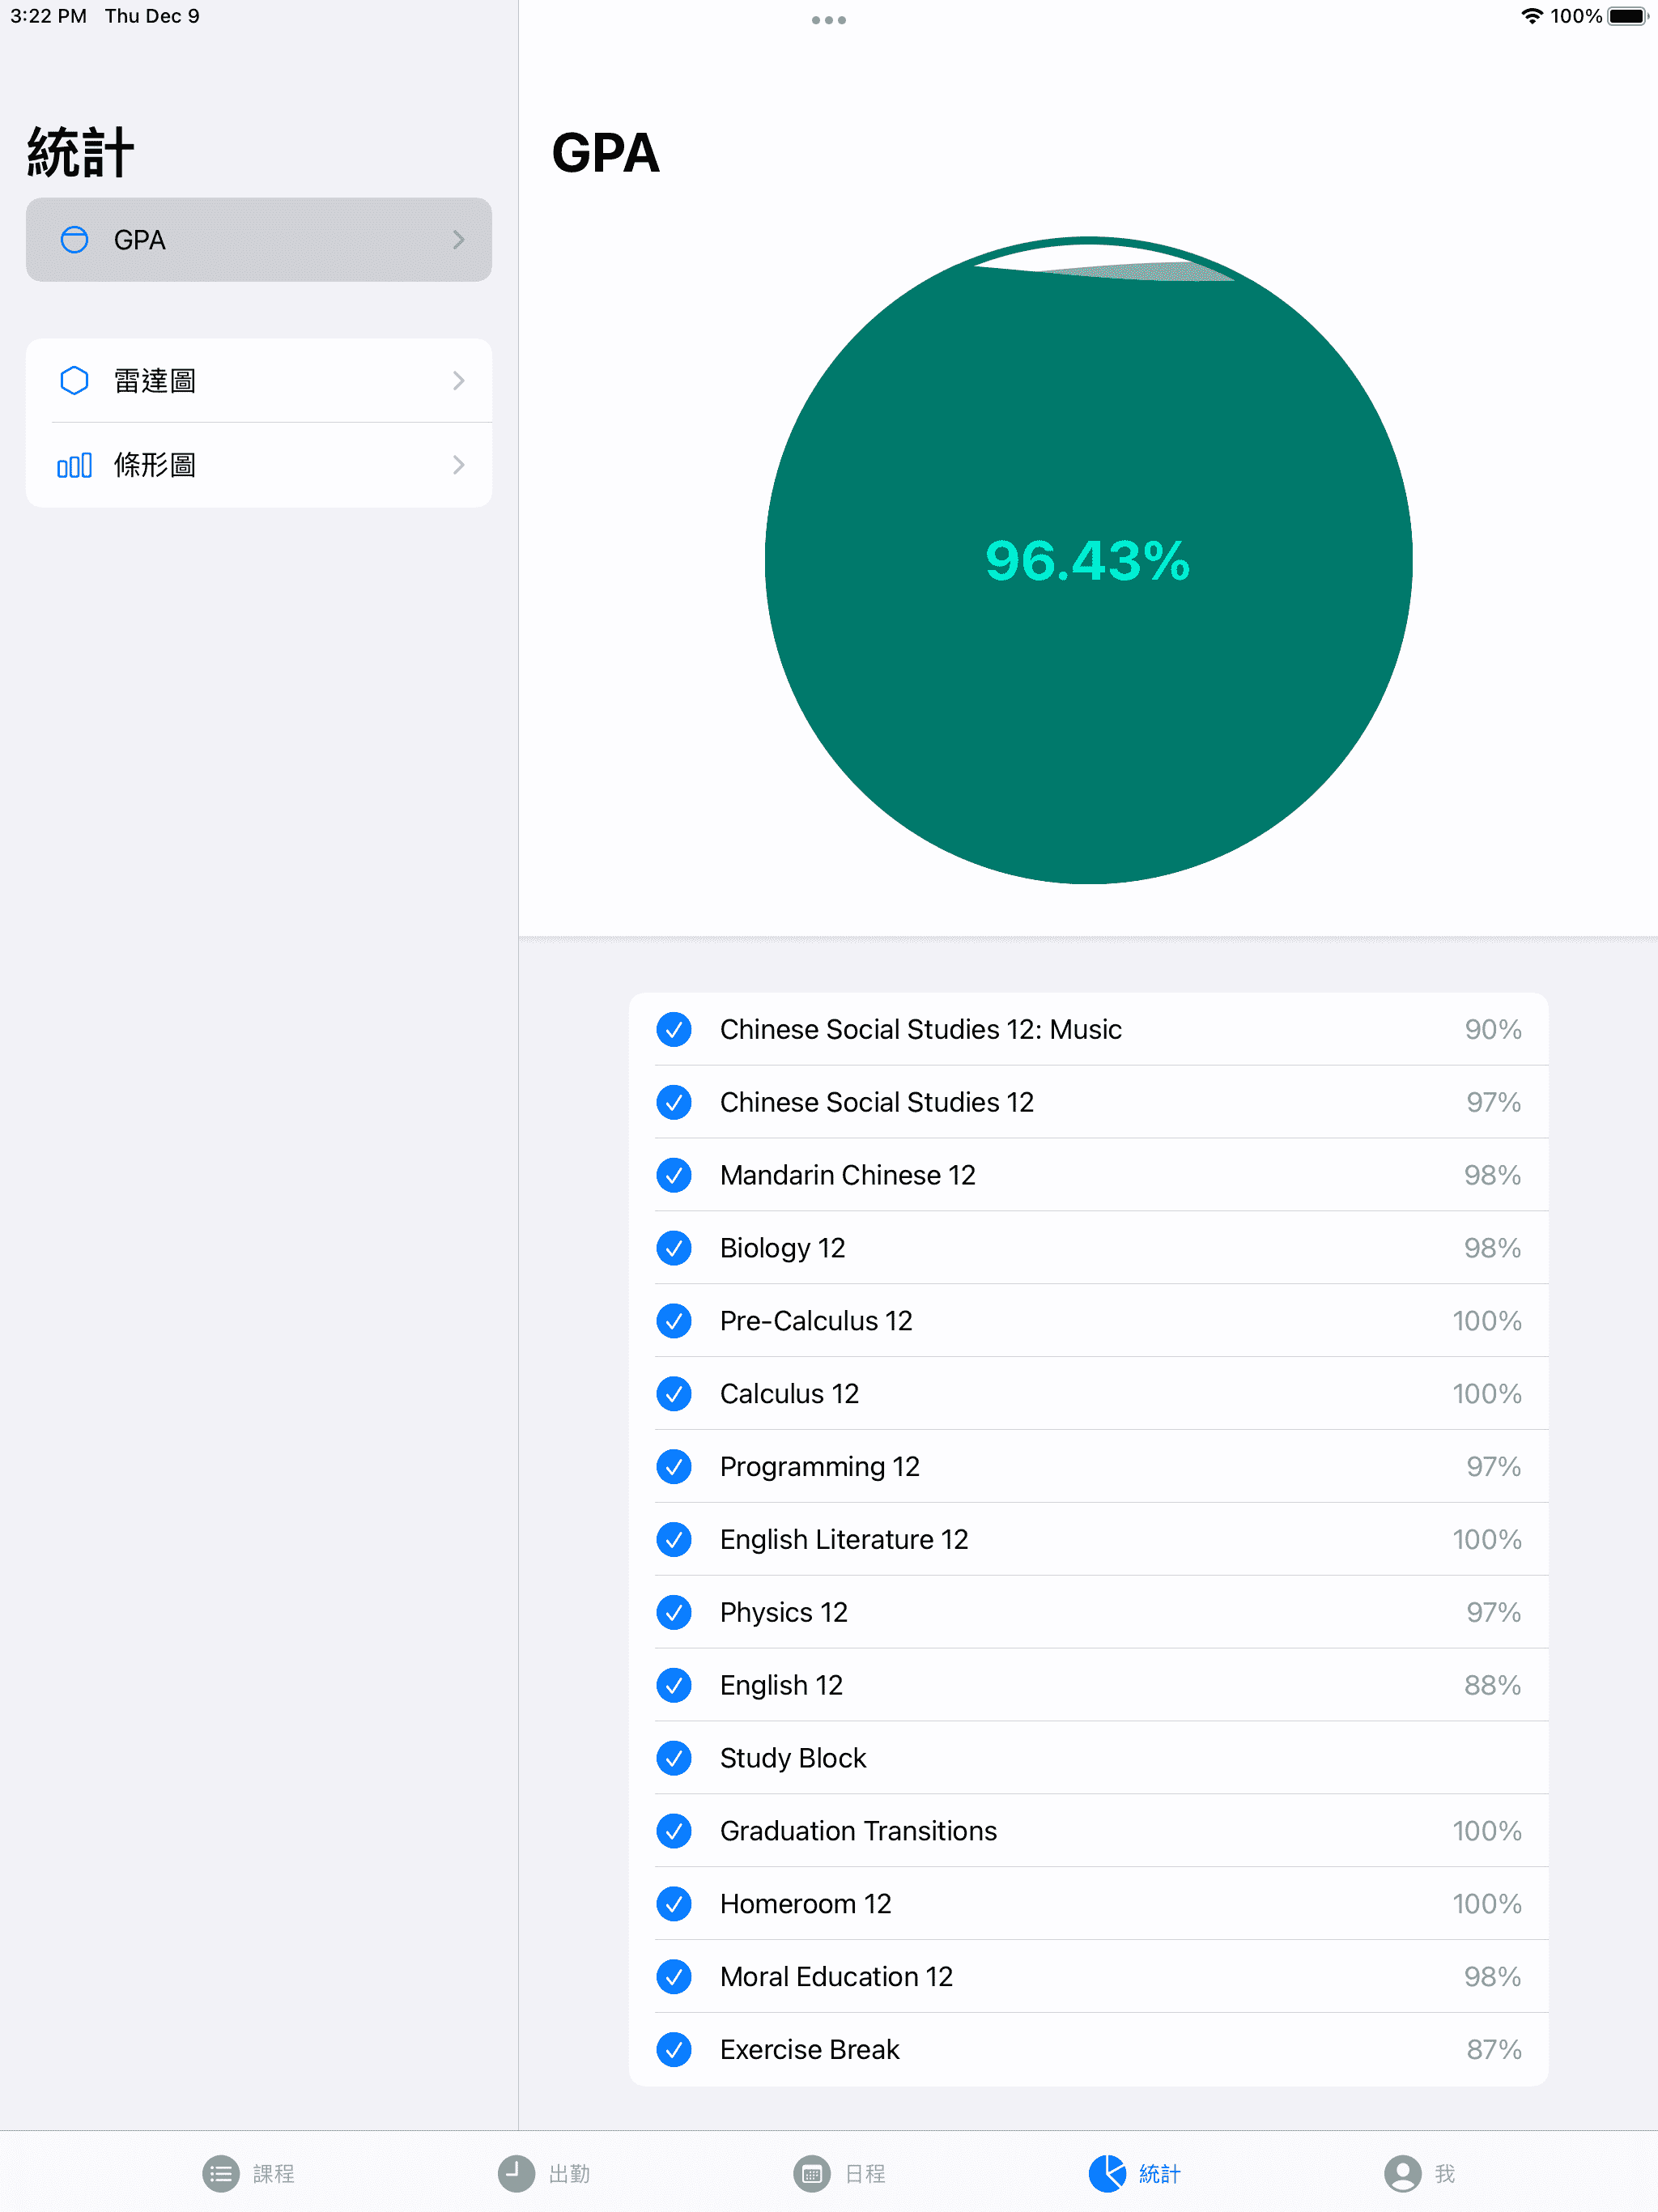 3:22 PM Thu Dec 9
100%
統計
GPA
雷達圖
條形圖
GPA
96.43%
Chinese Social Studies 12: Music 90%
Chinese Social Studies 12 97%
Mandarin Chinese 12 98%
Biology 12 98%
Pre-Calculus 12 100%
Calculus 12 100%
Programming 12 97%
English Literature 12 100%
Physics 12 97%
English 12 88%
Study Block
Graduation Transitions 100%
Homeroom 12 100%
Moral Education 12 98%
Exercise Break 87%
課程 出勤 日程 統計 我